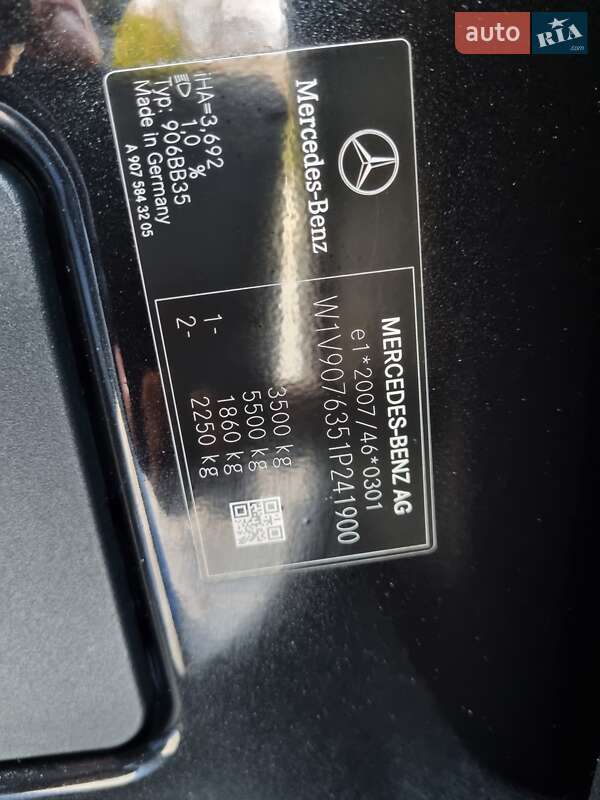 auto RIA.com
Mercedes-Benz
iHA=3,692
1,0 %
Typ: 906BB35
Made in Germany
A 907 584 32 05
MERCEDES-BENZ AG
e1*2007/46*0301
W1V9076351P241900
3500 kg
5500 kg
1- 1860 kg
2- 2250 kg